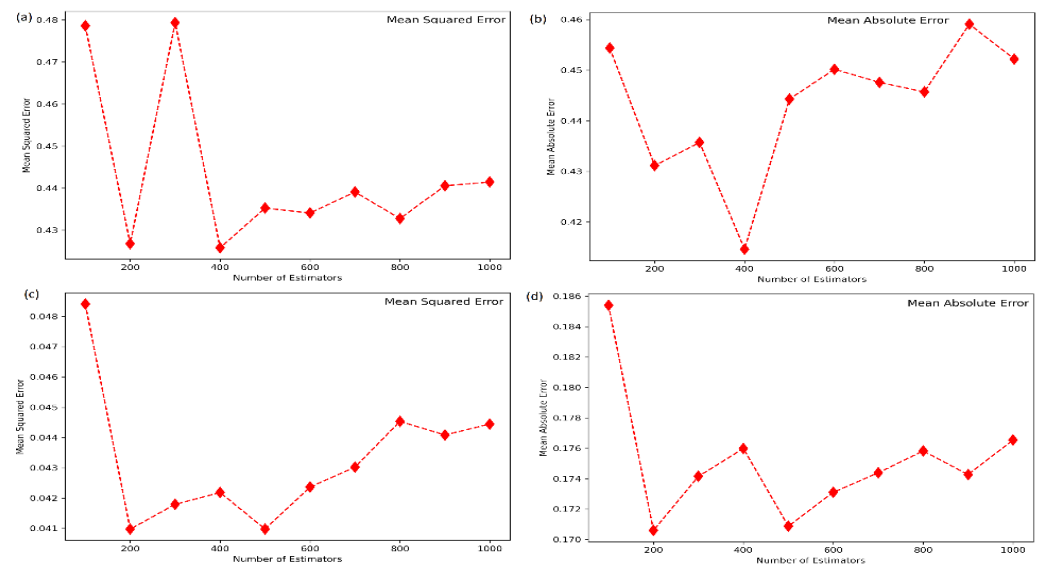 (a)
Mean Squared Error
0.48
0.47
0.46
0.45
0.44
0.43
Mean Squared Error
200 400 600 800 1000
Number of Estimators
(b)
Mean Absolute Error
0.46
0.45
0.44
0.43
0.42
Mean Absolute Error
200 400 600 800 1000
Number of Estimators
(c)
Mean Squared Error
0.048
0.047
0.046
0.045
0.044
0.043
0.042
0.041
Mean Squared Error
200 400 600 800 1000
Number of Estimators
(d)
Mean Absolute Error
0.186
0.184
0.182
0.180
0.178
0.176
0.174
0.172
0.170
Mean Absolute Error
200 400 600 800 1000
Number of Estimators